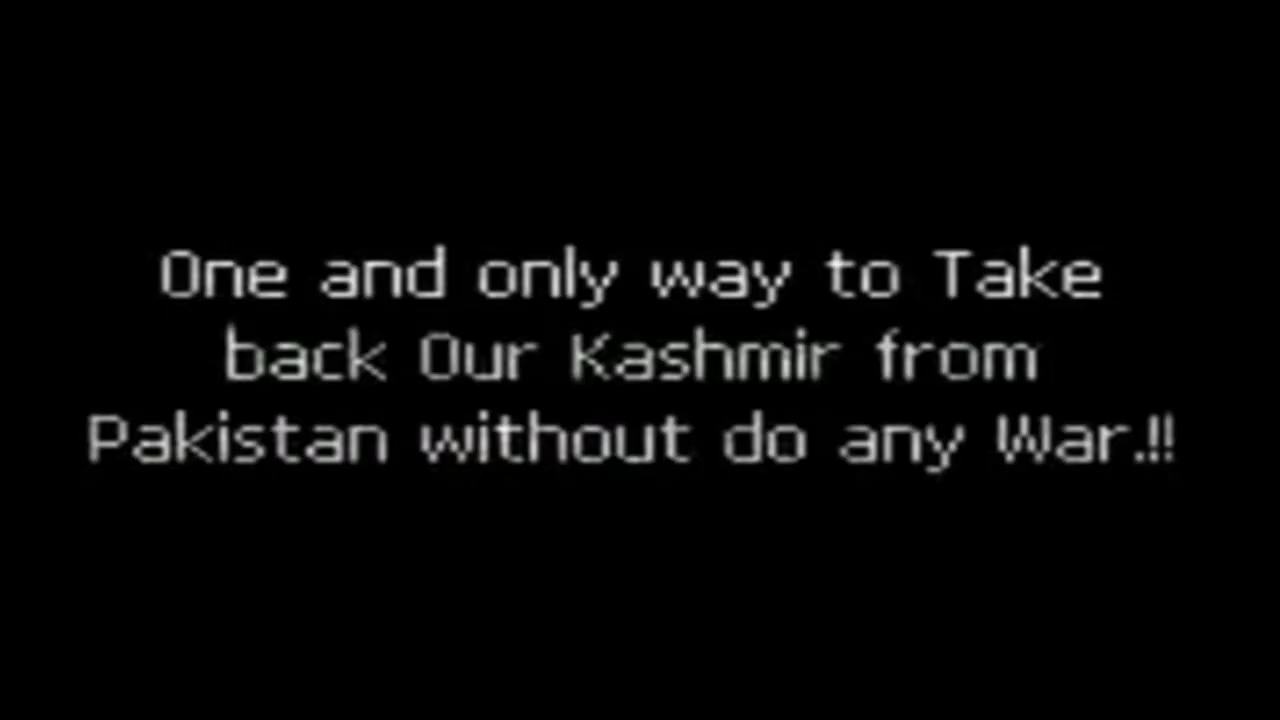 One and only way to Take
back Our Kashmir from
Pakistan without do any War.!!